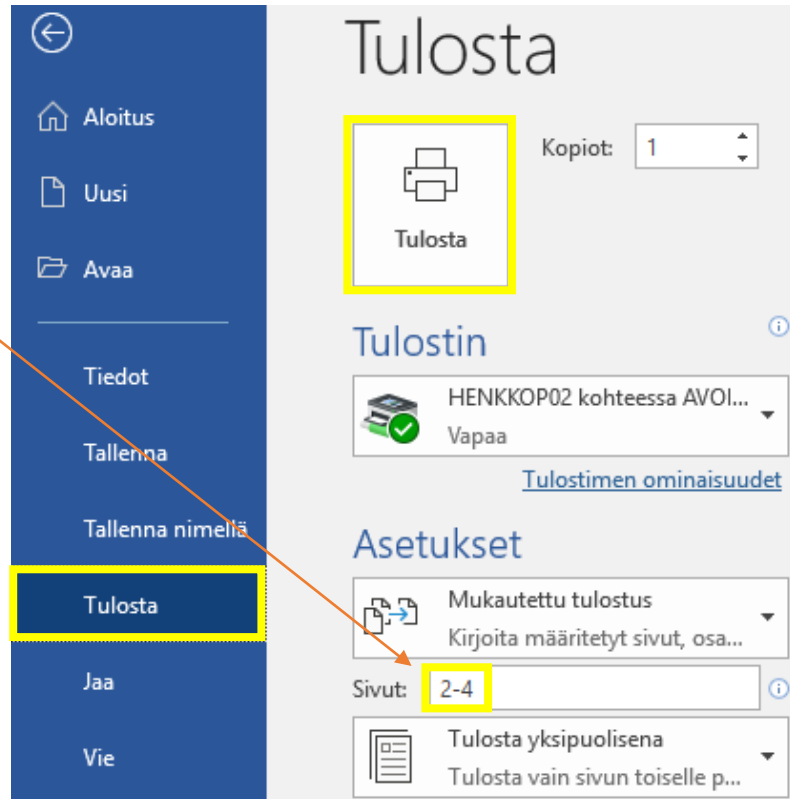 Aloitus
Uusi
Avaa
Tiedot
Tallenna
Tallenna nimellä
Tulosta
Jaa
Vie
Tulosta
Tulosta
Kopiot: 1
Tulostin
HENKKOP02 kohteessa AVOI...
Vapaa
Tulostimen ominaisuudet
Asetukset
Mukautettu tulostus
Kirjoita määritetyt sivut, osa...
Sivut: 2-4
Tulosta yksipuolisena
Tulosta vain sivun toiselle p...